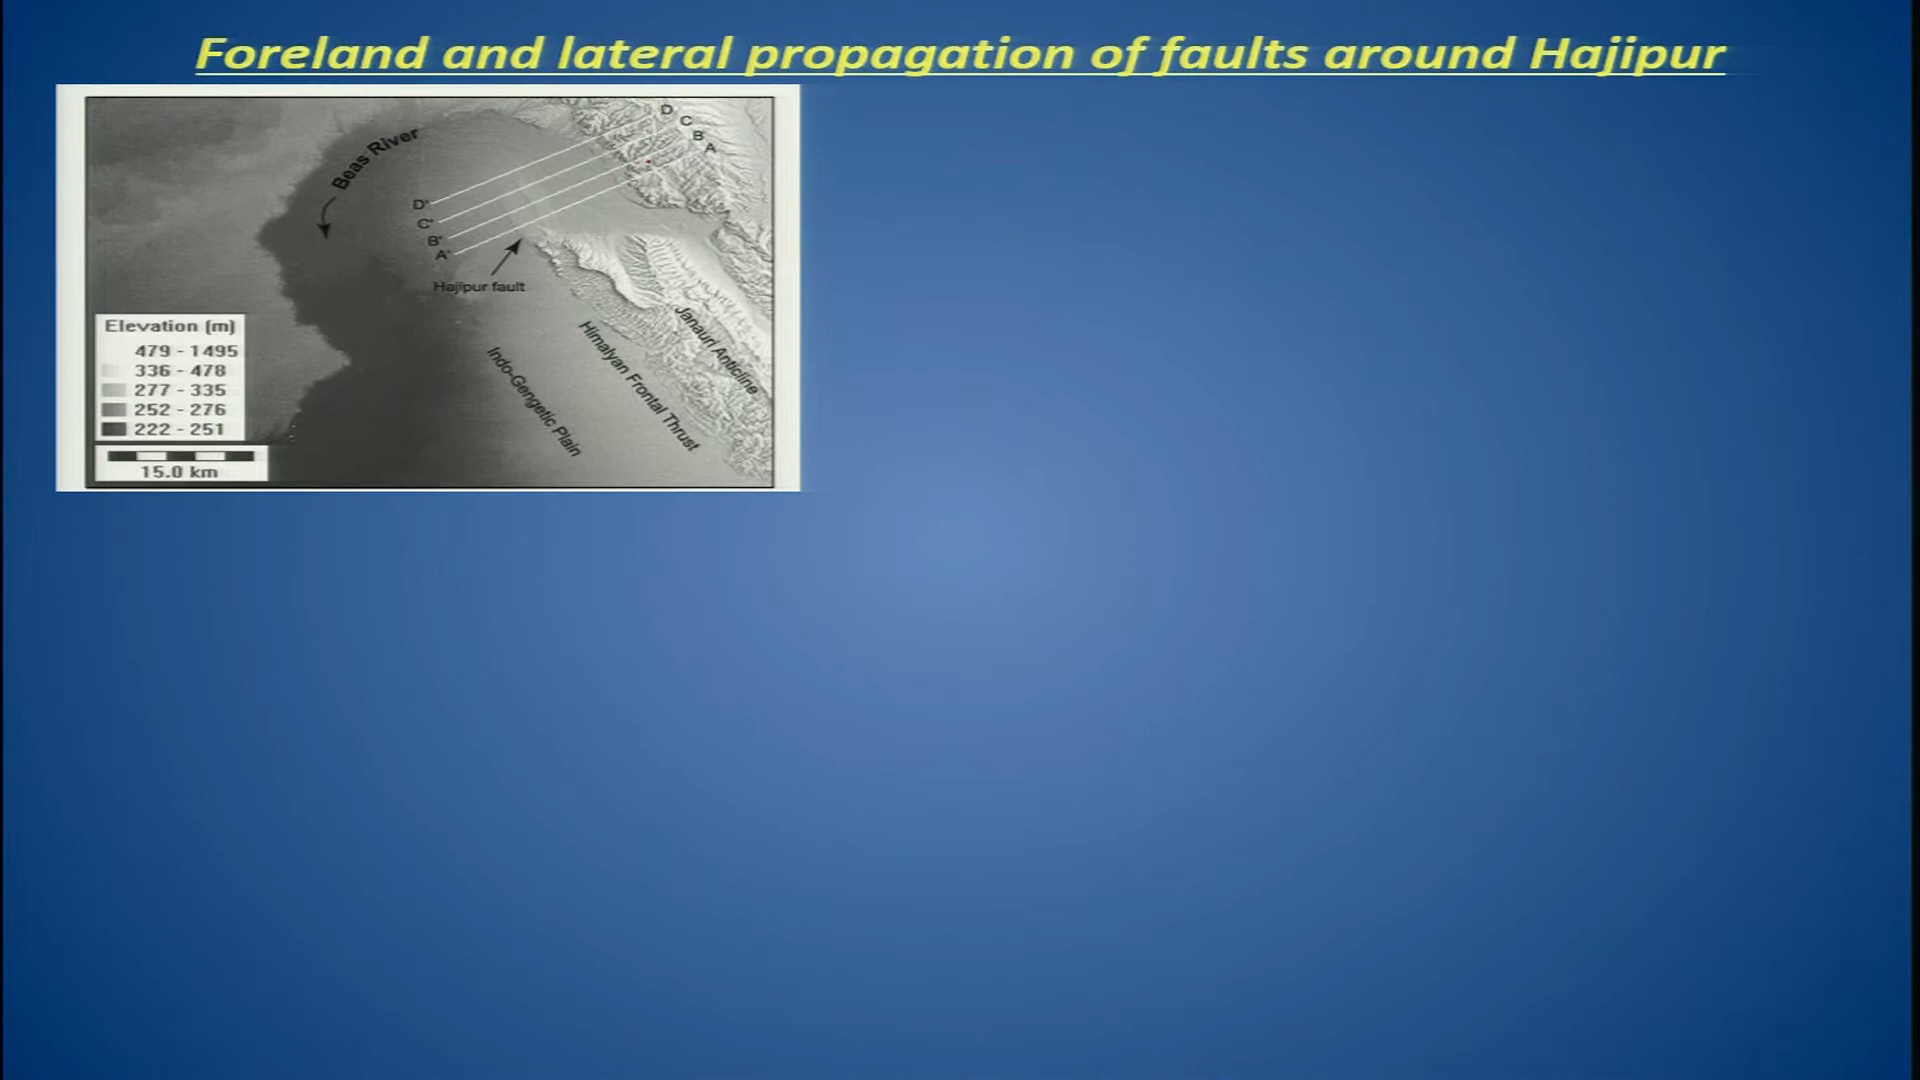 Foreland and lateral propagation of faults around Hajipur
Beas River
D
C
B
A
D'
C'
B'
A'
Hajipur fault
Janauri Anticline
Himalyan Frontal Thrust
Indo-Gengetic Plain
Elevation (m)
479 - 1495
336 - 478
277 - 335
252 - 276
222 - 251
15.0 km